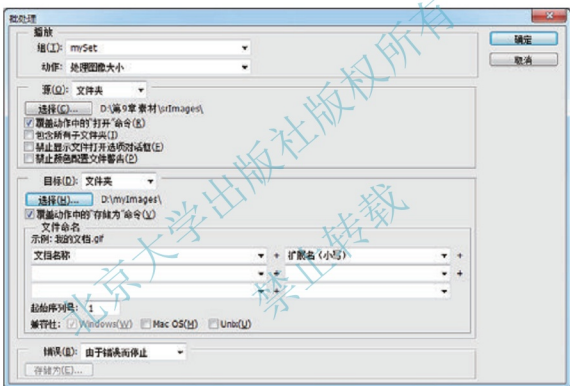 批处理
播放
组(T): mySet
动作: 处理图像大小
确定
取消
源(O): 文件夹
选择(C)... D:\第9章 素材\srImages\
覆盖动作中的"打开"命令(R)
包含所有子文件夹(I)
禁止显示文件打开选项对话框(E)
禁止颜色配置文件警告(P)
目标(D): 文件夹
选择(H)... D:\myImages\
覆盖动作中的"存储为"命令(V)
文件命名
示例: 我的文档.gif
文档名称 + 扩展名（小写） +
+ +
+
起始序列号: 1
兼容性: Windows(W) Mac OS(M) Unix(U)
错误(B): 由于错误而停止
存储为(E)...
北京大学出版社版权所有
禁止转载